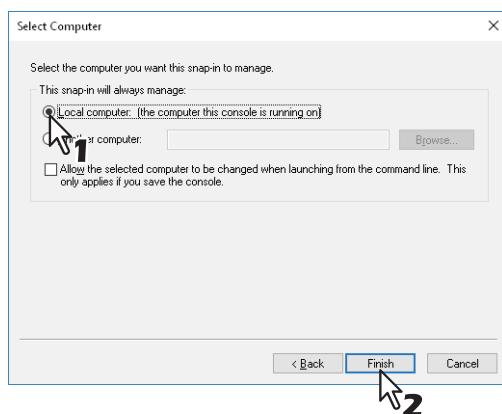 Select Computer
Select the computer you want this snap-in to manage.
This snap-in will always manage:
Local computer: (the computer this console is running on)
computer:
Browse...
1
Allow the selected computer to be changed when launching from the command line. This
only applies if you save the console.
< Back
Finish
Cancel
2